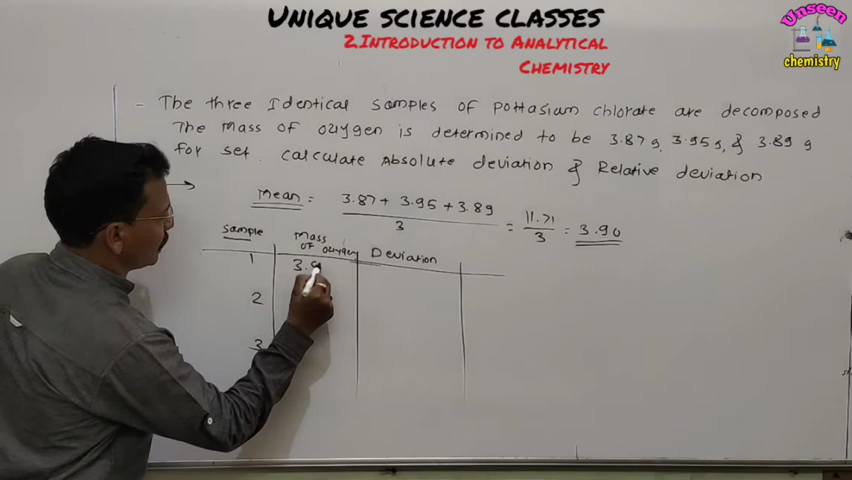 UNIQUE SCIENCE CLASSES
2.INTRODUCTION TO ANALYTICAL
CHEMISTRY
Unseen
chemistry
- The three Identical samples of pottasium chlorate are decomposed
The mass of oxygen is determined to be 3.87 g, 3.95 g, & 3.89 g
for set. Calculate Absolute deviation & Relative deviation
Mean = 3.87 + 3.95 + 3.89
3
= 11.71
3
= 3.90
Sample
Mass
of oxygen
Deviation
1
3.8
2
3